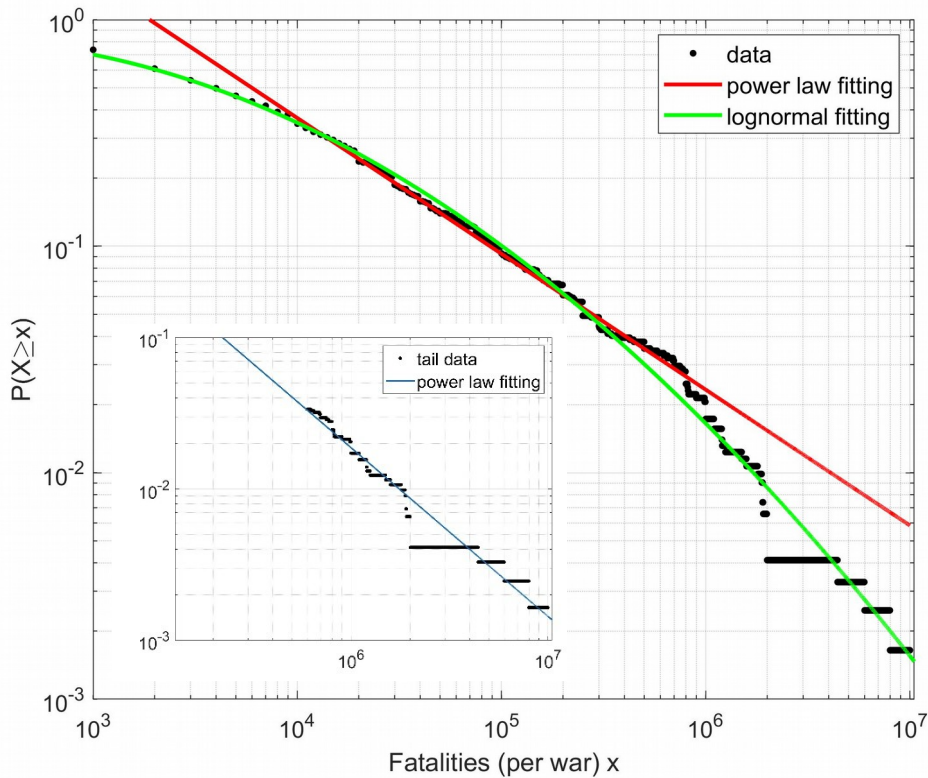 10^0
data
power law fitting
lognormal fitting
10^-1
P(X≥x)
10^-1
tail data
power law fitting
10^-2
10^-2
10^-3
10^6
10^7
10^-3
10^3
10^4
10^5
10^6
10^7
Fatalities (per war) x